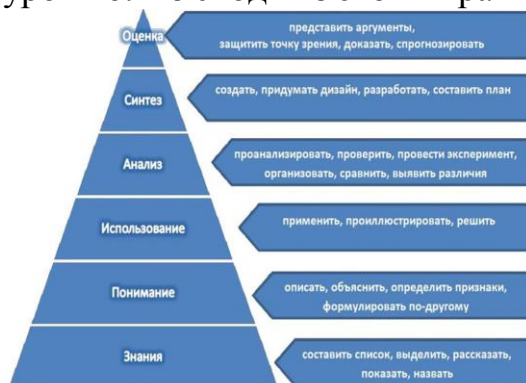 Оценка
представить аргументы,
защитить точку зрения, доказать, спрогнозировать
Синтез
создать, придумать дизайн, разработать, составить план
Анализ
проанализировать, проверить, провести эксперимент,
организовать, сравнить, выявить различия
Использование
применить, проиллюстрировать, решить
Понимание
описать, объяснить, определить признаки,
формулировать по-другому
Знания
составить список, выделить, рассказать,
показать, назвать